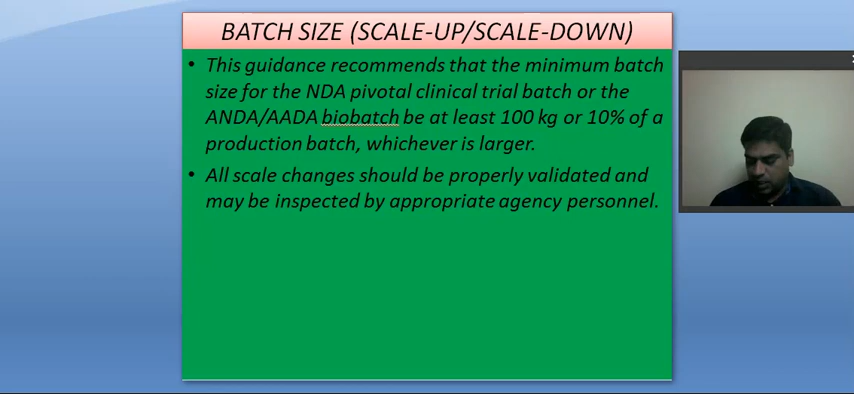 BATCH SIZE (SCALE-UP/SCALE-DOWN)
• This guidance recommends that the minimum batch
size for the NDA pivotal clinical trial batch or the
ANDA/AADA biobatch be at least 100 kg or 10% of a
production batch, whichever is larger.
• All scale changes should be properly validated and
may be inspected by appropriate agency personnel.